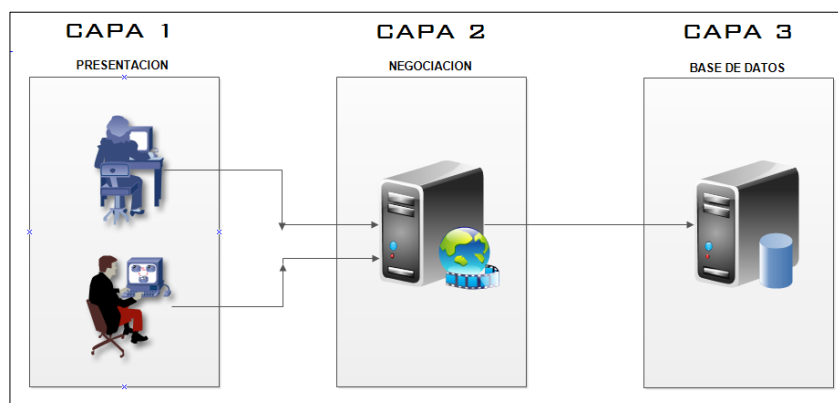 CAPA 1
CAPA 2
CAPA 3
PRESENTACION
NEGOCIACION
BASE DE DATOS